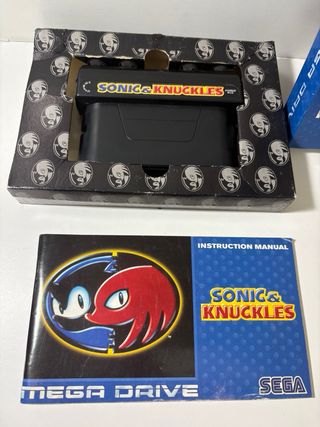 SONIC & KNUCKLES
INSTRUCTION MANUAL
SONIC &
KNUCKLES
MEGA DRIVE
SEGA